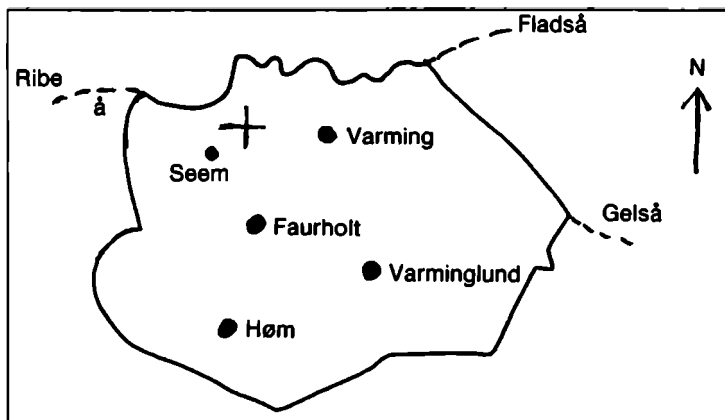 Fladså
Ribe
å
N
Varming
Seem
Gelså
Faurholt
Varminglund
Høm